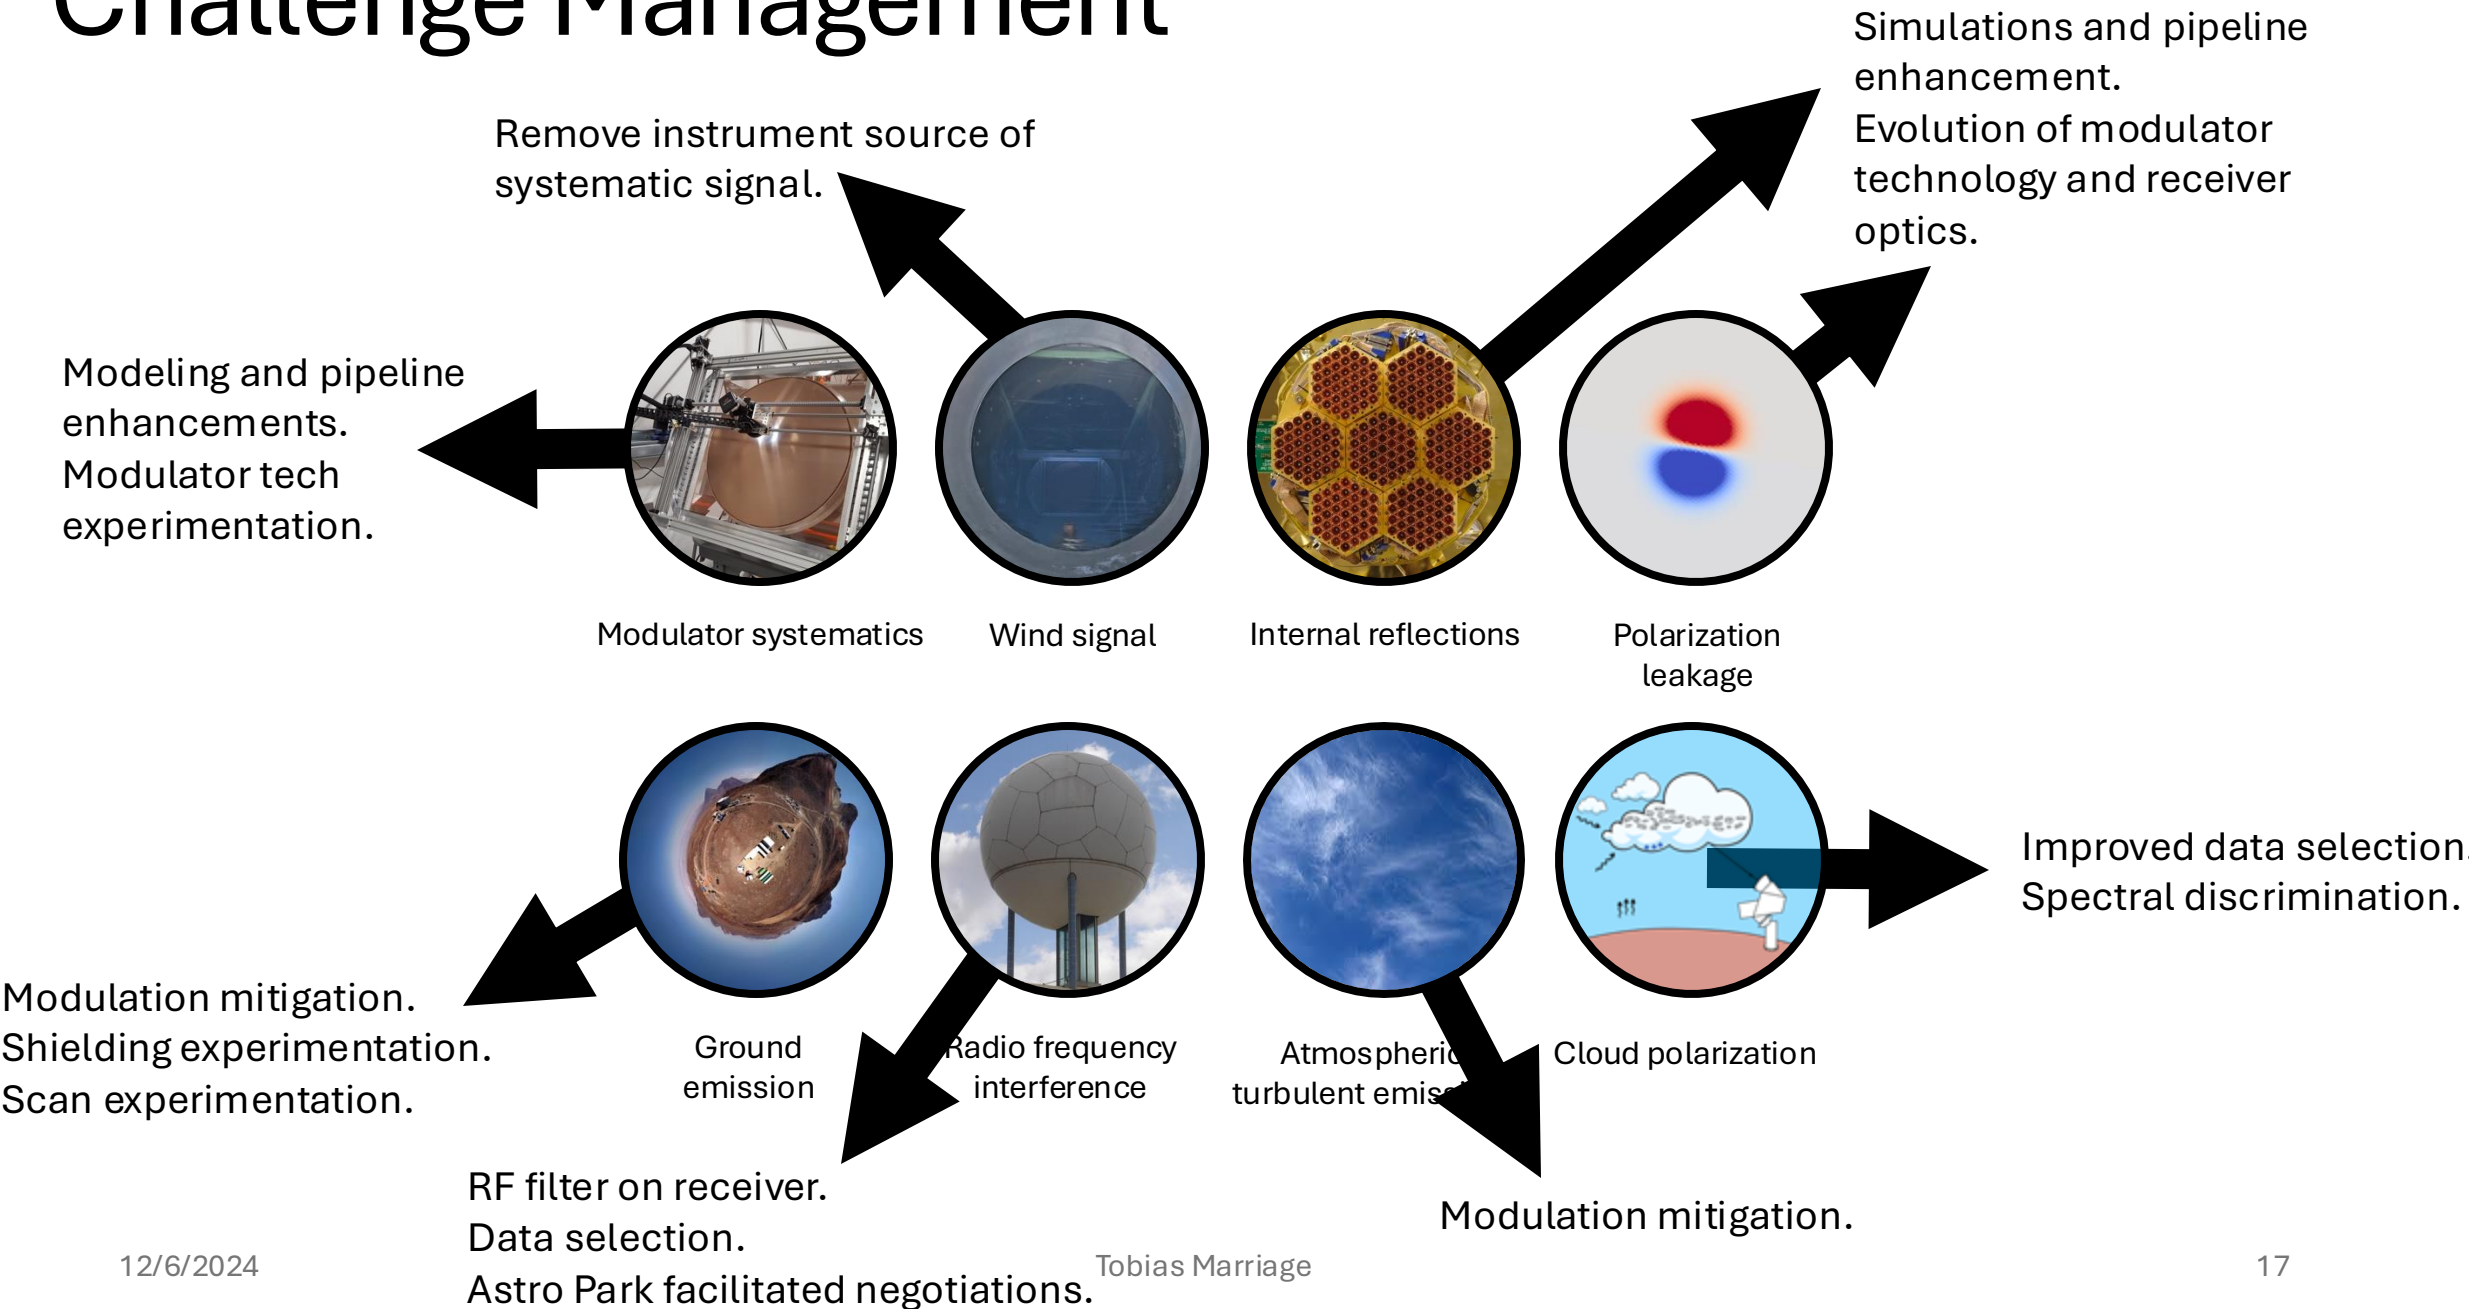 Challenge Management
Simulations and pipeline
enhancement.
Evolution of modulator
technology and receiver
optics.
Remove instrument source of
systematic signal.
Modeling and pipeline
enhancements.
Modulator tech
experimentation.
Modulator systematics
Wind signal
Internal reflections
Polarization
leakage
Improved data selection.
Spectral discrimination.
Modulation mitigation.
Shielding experimentation.
Scan experimentation.
Ground
emission
Radio frequency
interference
Atmospheric
turbulent emiss
Cloud polarization
RF filter on receiver.
Data selection.
Astro Park facilitated negotiations.
Modulation mitigation.
12/6/2024
Tobias Marriage
17